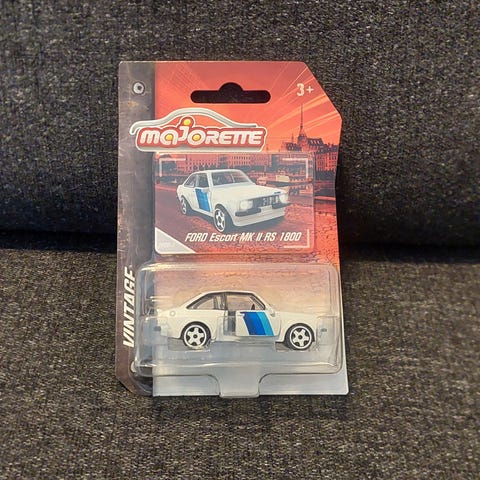 3+
majorette
FORD Escort MK II RS 1800
VINTAGE